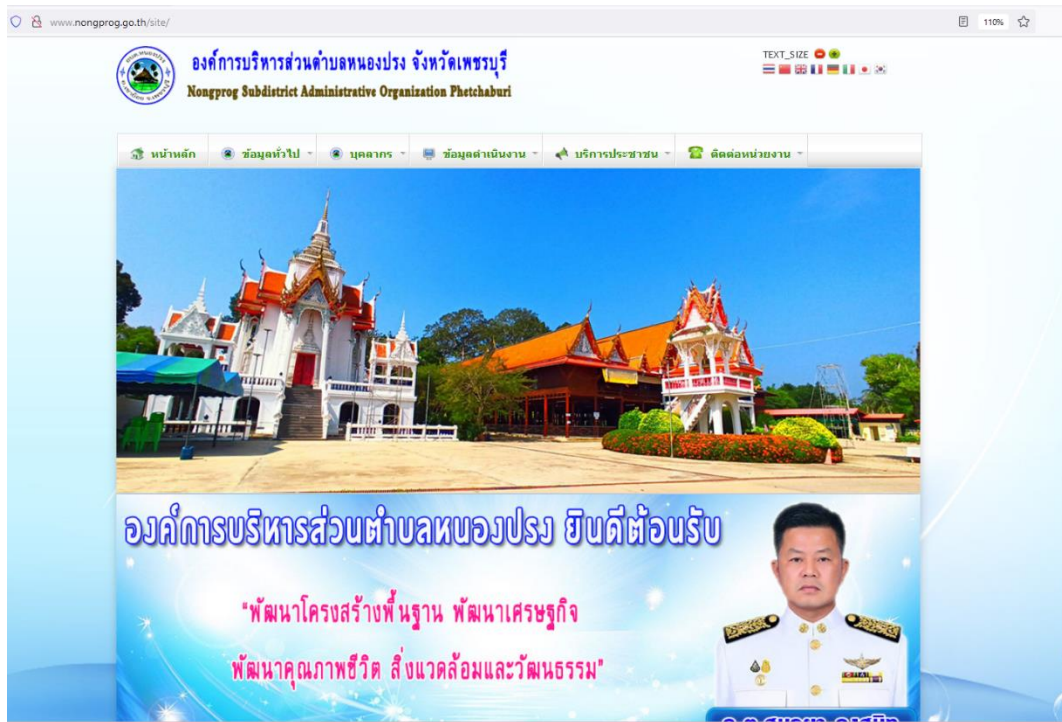 www.nongprog.go.th/site/
110%
องค์การบริหารส่วนตำบลหนองปรง จังหวัดเพชรบุรี
Nongprog Subdistrict Administrative Organization Phetchaburi
TEXT_SIZE
หน้าหลัก ข้อมูลทั่วไป บุคลากร ข้อมูลดำเนินงาน บริการประชาชน ติดต่อหน่วยงาน
องค์การบริหารส่วนตำบลหนองปรง ยินดีต้อนรับ
"พัฒนาโครงสร้างพื้นฐาน พัฒนาเศรษฐกิจ
พัฒนาคุณภาพชีวิต สิ่งแวดล้อมและวัฒนธรรม"